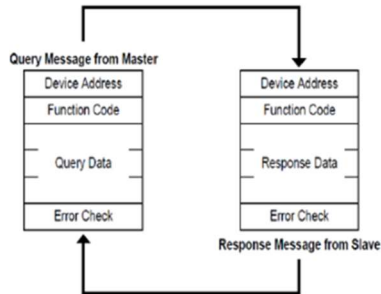 Query Message from Master
Device Address
Function Code
Query Data
Error Check
Device Address
Function Code
Response Data
Error Check
Response Message from Slave